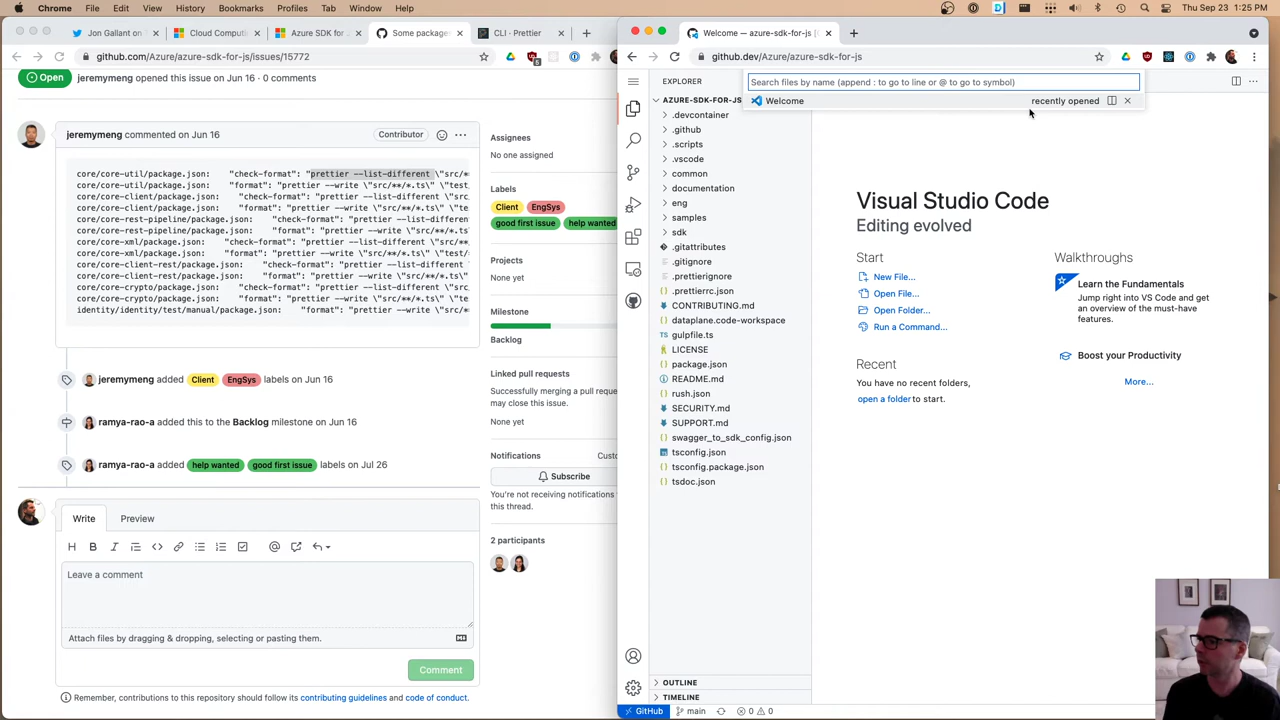 Chrome File Edit View History Bookmarks Profiles Tab Window Help
Thu Sep 23 1:25 PM
Jon Gallant on T
Cloud Computin
Azure SDK for
Some package
CLI · Prettier
github.com/Azure/azure-sdk-for-js/issues/15772
5
Open
jeremymeng opened this issue on Jun 16 · 0 comments
jeremymeng commented on Jun 16
Contributor
core/core-util/package.json: "check-format": "prettier --list-different \"src/*
core/core-util/package.json: "format": "prettier --write \"src/**/*.ts\" \"test,
core/core-client/package.json: "check-format": "prettier --list-different
core/core-client/package.json: "format": "prettier --write \"src/**/*.ts\" \
core/core-rest-pipeline/package.json: "check-format": "prettier --list-differen
core/core-rest-pipeline/package.json: "format": "prettier --write \"src/**/*.ts
core/core-xml/package.json: "check-format": "prettier --list-different \"src/**
core/core-xml/package.json: "format": "prettier --write \"src/**/*.ts\" \"test/
core/core-client-rest/package.json: "check-format": "prettier --list-different
core/core-client-rest/package.json: "format": "prettier --write \"src/**/*.ts\"
core/core-crypto/package.json: "check-format": "prettier --list-different \"src
core/core-crypto/package.json: "format": "prettier --write \"src/**/*.ts\" \"te
identity/identity/test/manual/package.json: "format": "prettier --write \"src/*
jeremymeng added Client EngSys labels on Jun 16
ramya-rao-a added this to the Backlog milestone on Jun 16
ramya-rao-a added help wanted good first issue labels on Jul 26
Write
Preview
Leave a comment
Attach files by dragging & dropping, selecting or pasting them.
Comment
Remember, contributions to this repository should follow its contributing guidelines and code of conduct.
Assignees
No one assigned
Labels
Client EngSys
good first issue help wanted
Projects
None yet
Milestone
Backlog
Linked pull requests
Successfully merging a pull reque
may close this issue.
None yet
Notifications
Custo
Subscribe
You're not receiving notifications
this thread.
2 participants
Welcome — azure-sdk-for-js [
github.dev/Azure/azure-sdk-for-js
EXPLORER
Search files by name (append : to go to line or @ to go to symbol)
Welcome
recently opened
AZURE-SDK-FOR-JS
.devcontainer
.github
.scripts
.vscode
common
documentation
eng
samples
sdk
.gitattributes
.gitignore
.prettierignore
.prettierrc.json
CONTRIBUTING.md
dataplane.code-workspace
gulpfile.ts
LICENSE
package.json
README.md
rush.json
SECURITY.md
SUPPORT.md
swagger_to_sdk_config.json
tsconfig.json
tsconfig.package.json
tsdoc.json
OUTLINE
TIMELINE
GitHub
main
0 0
Visual Studio Code
Editing evolved
Start
New File...
Open File...
Open Folder...
Run a Command...
Recent
You have no recent folders,
open a folder to start.
Walkthroughs
Learn the Fundamentals
Jump right into VS Code and get
an overview of the must-have
features.
Boost your Productivity
More...